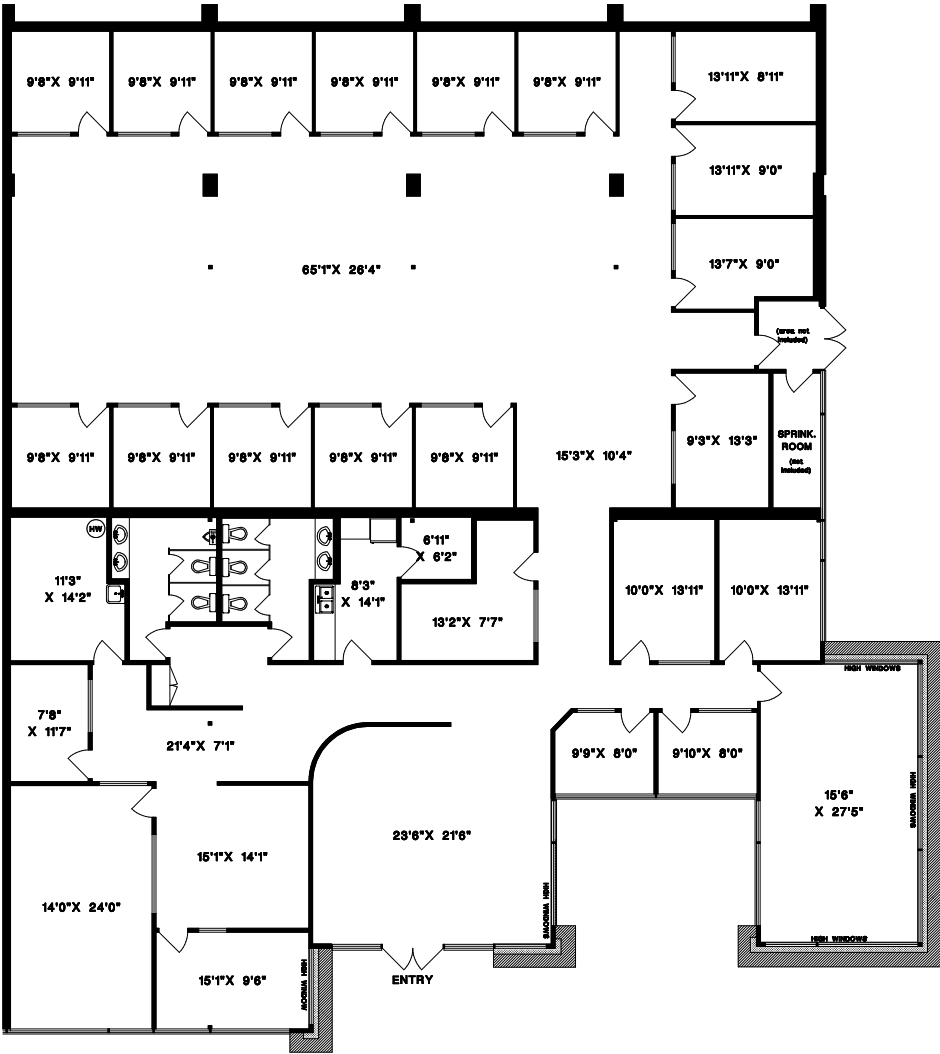 9'8"X 9'11"
9'8"X 9'11"
9'8"X 9'11"
9'8"X 9'11"
9'8"X 9'11"
9'8"X 9'11"
13'11"X 8'11"
13'11"X 9'0"
65'1"X 26'4"
13'7"X 9'0"
(area not
included)
9'8"X 9'11"
9'8"X 9'11"
9'8"X 9'11"
9'8"X 9'11"
9'8"X 9'11"
15'3"X 10'4"
9'3"X 13'3"
SPRINK.
ROOM
(not
included)
HW
11'3"
X 14'2"
8'3"
X 14'1"
6'11"
X 6'2"
13'2"X 7'7"
10'0"X 13'11"
10'0"X 13'11"
HIGH WINDOWS
7'8"
X 11'7"
21'4"X 7'1"
9'9"X 8'0"
9'10"X 8'0"
15'6"
X 27'5"
HIGH WINDOWS
23'6"X 21'6"
15'1"X 14'1"
14'0"X 24'0"
HIGH WINDOWS
HIGH WINDOWS
15'1"X 9'6"
HIGH WINDOW
ENTRY